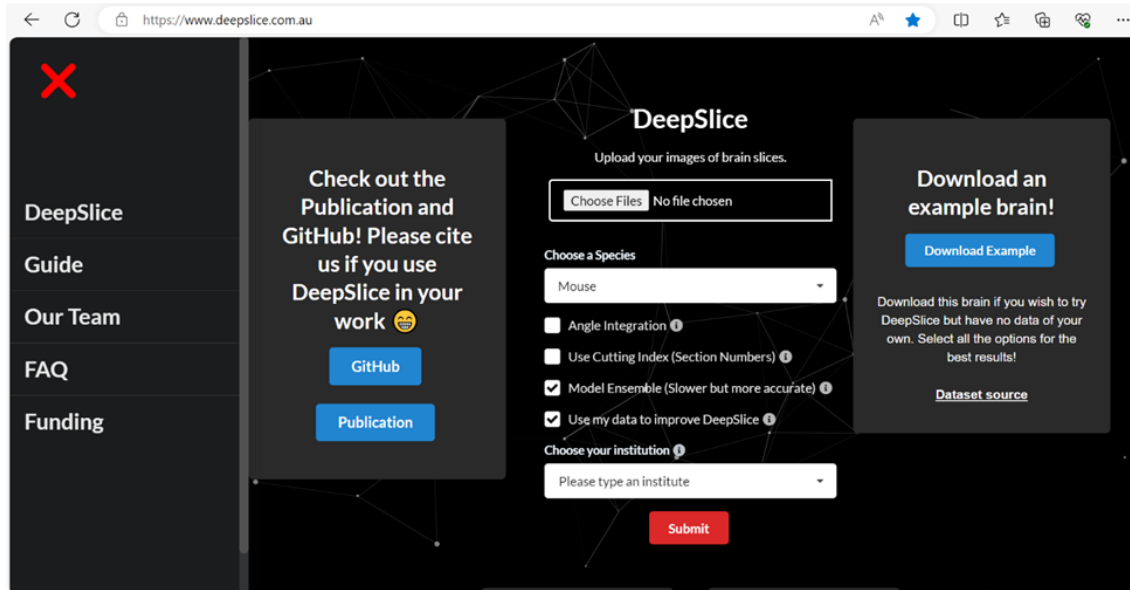 https://www.deepslice.com.au
DeepSlice
Guide
Our Team
FAQ
Funding
Check out the
Publication and
GitHub! Please cite
us if you use
DeepSlice in your
work 😁
GitHub
Publication
DeepSlice
Upload your images of brain slices.
Choose Files No file chosen
Choose a Species
Mouse
Angle Integration
Use Cutting Index (Section Numbers)
Model Ensemble (Slower but more accurate)
Use my data to improve DeepSlice
Choose your institution
Please type an institute
Submit
Download an
example brain!
Download Example
Download this brain if you wish to try
DeepSlice but have no data of your
own. Select all the options for the
best results!
Dataset source